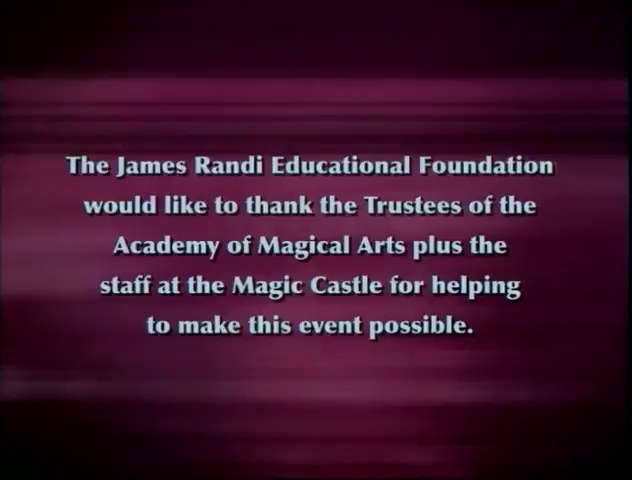 The James Randi Educational Foundation
would like to thank the Trustees of the
Academy of Magical Arts plus the
staff at the Magic Castle for helping
to make this event possible.